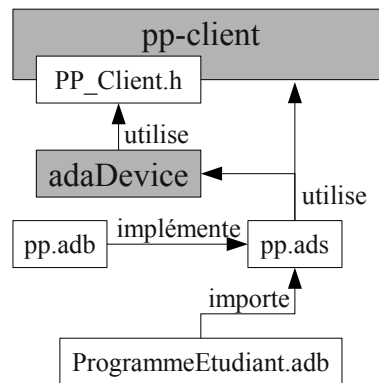 pp-client
PP_Client.h
utilise
adaDevice
utilise
implémente
pp.adb
pp.ads
importe
ProgrammeEtudiant.adb